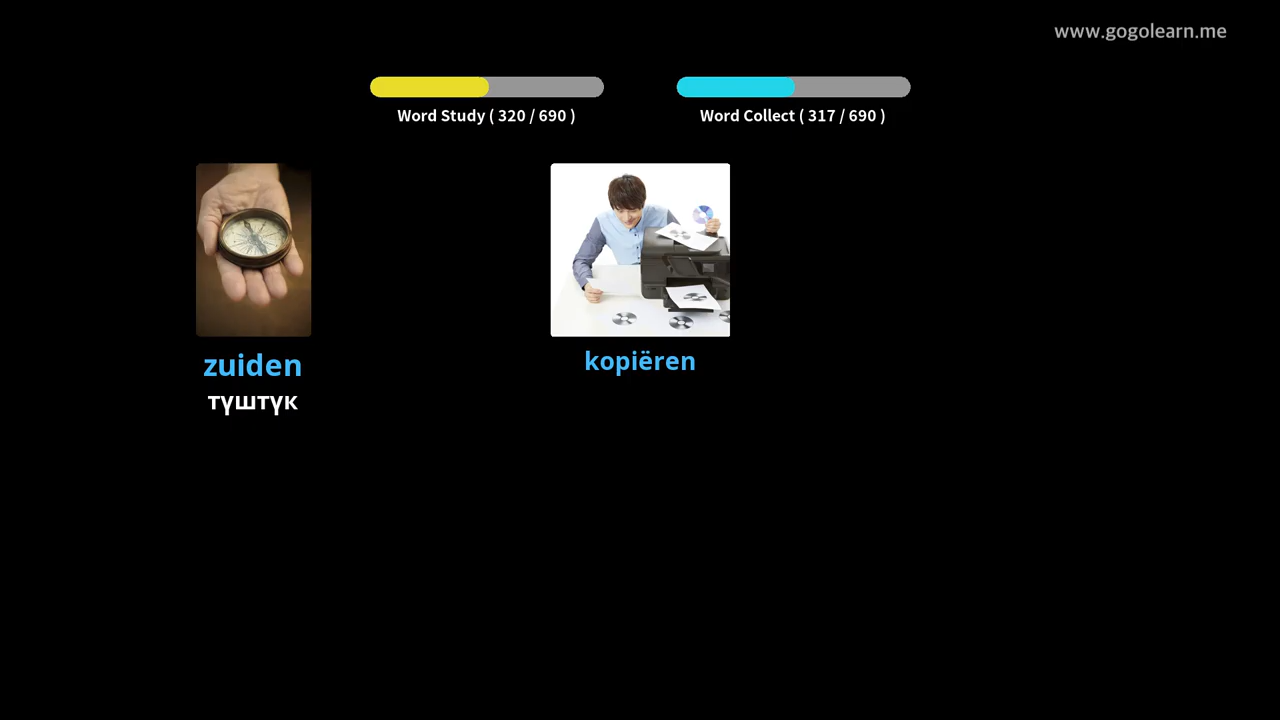 www.gogolearn.me
Word Study ( 320 / 690 )
Word Collect ( 317 / 690 )
zuiden
түштүк
kopiëren